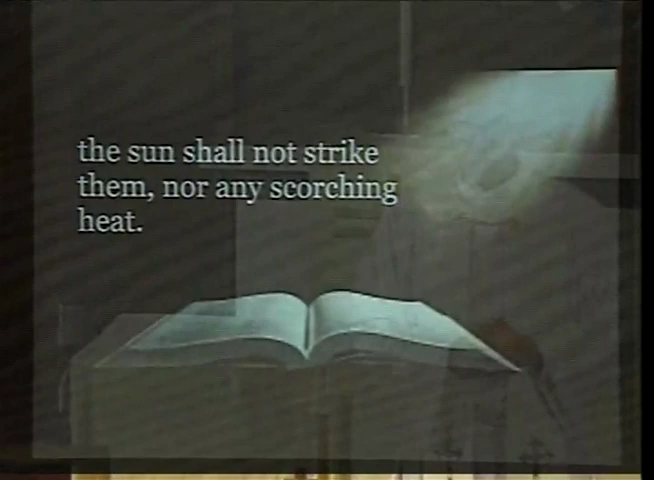 the sun shall not strike
them, nor any scorching
heat.